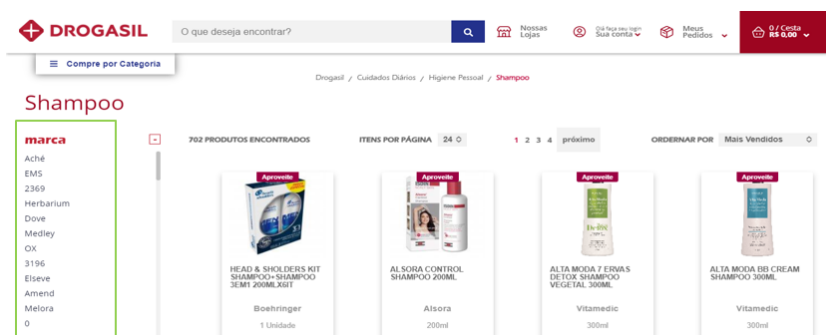 DROGASIL
O que deseja encontrar?
Nossas
Lojas
Olá faça seu login
Sua conta
Meus
Pedidos
0 / Cesta
R$ 0,00
Compre por Categoria
Drogasil / Cuidados Diários / Higiene Pessoal / Shampoo
Shampoo
marca
Aché
EMS
2369
Herbarium
Dove
Medley
OX
3196
Elseve
Amend
Melora
0
702 PRODUTOS ENCONTRADOS
ITENS POR PÁGINA 24
1 2 3 4 próximo
ORDERNAR POR Mais Vendidos
Aproveite
HEAD & SHOLDERS KIT
SHAMPOO+SHAMPOO
3EM1 200MLX6IT
Boehringer
1 Unidade
Aproveite
ALSORA CONTROL
SHAMPOO 200ML
Alsora
200ml
Aproveite
ALTA MODA 7 ERVAS
DETOX SHAMPOO
VEGETAL 300ML
Vitamedic
300ml
Aproveite
ALTA MODA BB CREAM
SHAMPOO 300ML
Vitamedic
300ml